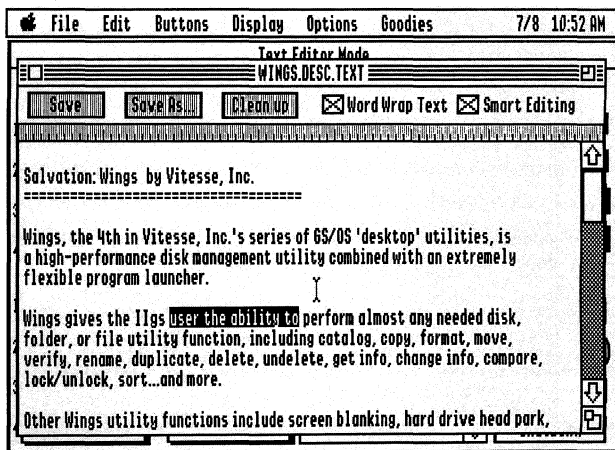 File Edit Buttons Display Options Goodies 7/8 10:52 AM
Text Editor Mode
WINGS.DESC.TEXT
Save Save As... Clean up Word Wrap Text Smart Editing
Salvation: Wings by Vitesse, Inc.
===================================
Wings, the 4th in Vitesse, Inc.'s series of GS/OS 'desktop' utilities, is
a high-performance disk management utility combined with an extremely
flexible program launcher.
Wings gives the IIgs user the ability to perform almost any needed disk,
folder, or file utility function, including catalog, copy, format, move,
verify, rename, duplicate, delete, undelete, get info, change info, compare,
lock/unlock, sort...and more.
Other Wings utility functions include screen blanking, hard drive head park,